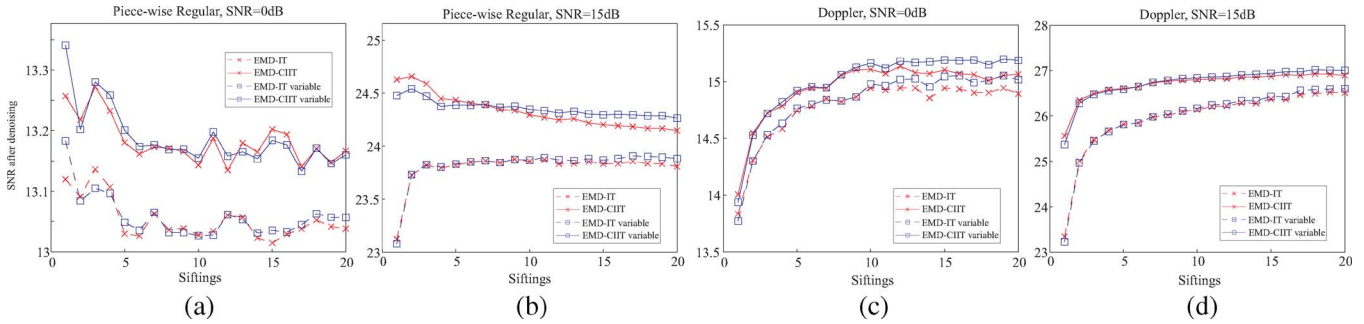 Piece-wise Regular, SNR=0dB
SNR after denoising
13.3
13.2
13.1
13
0
5
10
15
20
EMD-IT
EMD-CIIT
EMD-IT variable
EMD-CIIT variable
Siftings
(a)
Piece-wise Regular, SNR=15dB
25
24.5
24
23.5
23
0
5
10
15
20
EMD-IT
EMD-CIIT
EMD-IT variable
EMD-CIIT variable
Siftings
(b)
Doppler, SNR=0dB
15.5
15
14.5
14
13.5
0
5
10
15
20
EMD-IT
EMD-CIIT
EMD-IT variable
EMD-CIIT variable
Siftings
(c)
Doppler, SNR=15dB
28
27
26
25
24
23
0
5
10
15
20
EMD-IT
EMD-CIIT
EMD-IT variable
EMD-CIIT variable
Siftings
(d)